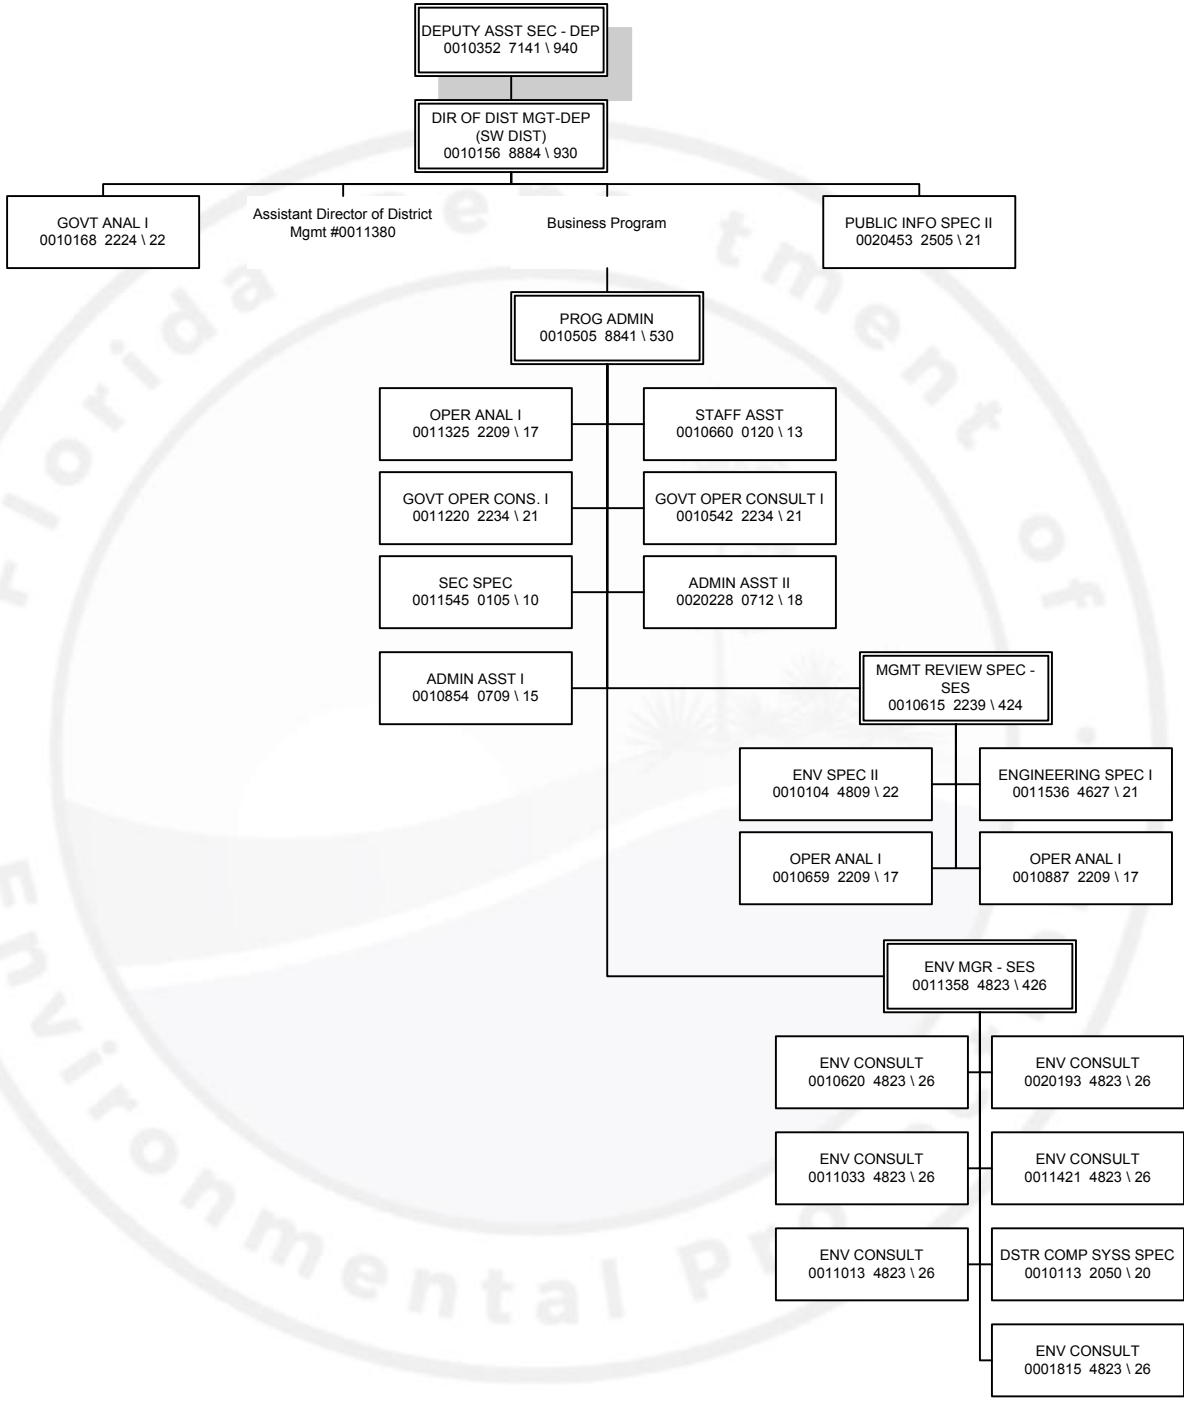 DEPUTY ASST SEC - DEP
0010352 7141 \ 940
DIR OF DIST MGT-DEP
(SW DIST)
0010156 8884 \ 930
GOVT ANAL I
0010168 2224 \ 22
Assistant Director of District
Mgmt #0011380
Business Program
PUBLIC INFO SPEC II
0020453 2505 \ 21
PROG ADMIN
0010505 8841 \ 530
OPER ANAL I
0011325 2209 \ 17
STAFF ASST
0010660 0120 \ 13
GOVT OPER CONS. I
0011220 2234 \ 21
GOVT OPER CONSULT I
0010542 2234 \ 21
SEC SPEC
0011545 0105 \ 10
ADMIN ASST II
0020228 0712 \ 18
ADMIN ASST I
0010854 0709 \ 15
MGMT REVIEW SPEC -
SES
0010615 2239 \ 424
ENV SPEC II
0010104 4809 \ 22
ENGINEERING SPEC I
0011536 4627 \ 21
OPER ANAL I
0010659 2209 \ 17
OPER ANAL I
0010887 2209 \ 17
ENV MGR - SES
0011358 4823 \ 426
ENV CONSULT
0010620 4823 \ 26
ENV CONSULT
0020193 4823 \ 26
ENV CONSULT
0011033 4823 \ 26
ENV CONSULT
0011421 4823 \ 26
ENV CONSULT
0011013 4823 \ 26
DSTR COMP SYSS SPEC
0010113 2050 \ 20
ENV CONSULT
0001815 4823 \ 26
Florida
of
Environmental